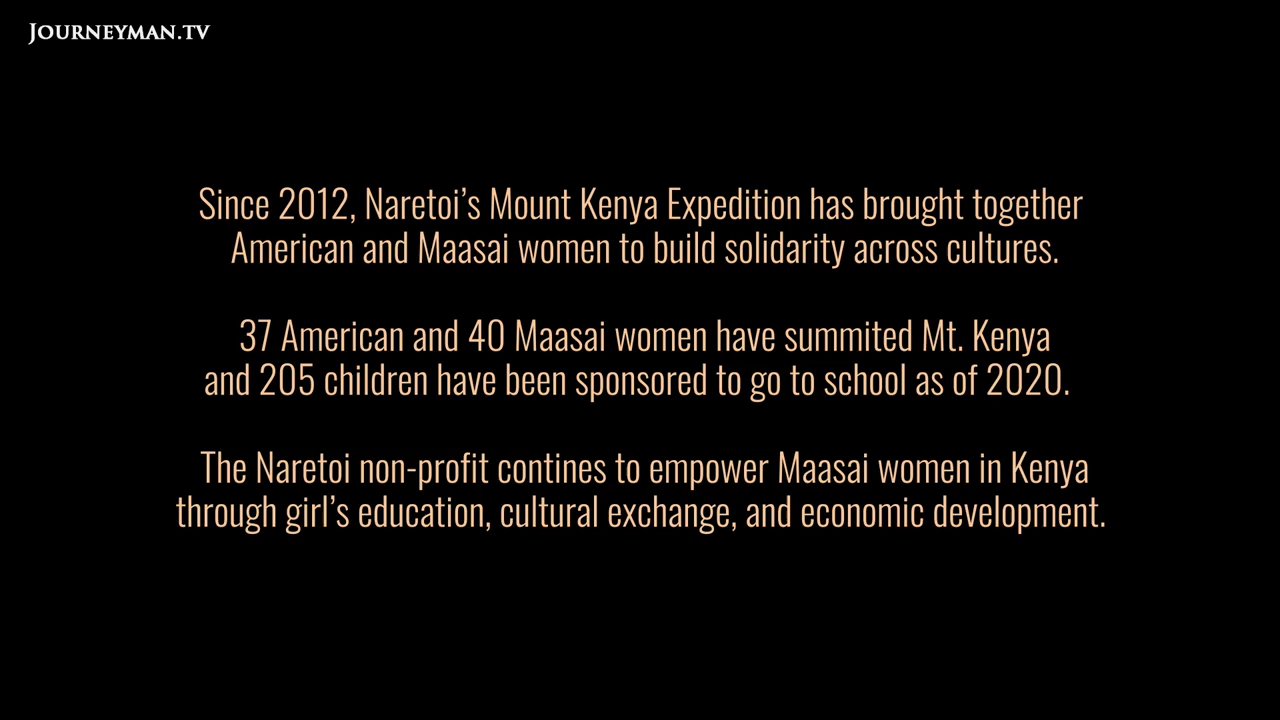 JOURNEYMAN.TV
Since 2012, Naretoi’s Mount Kenya Expedition has brought together
American and Maasai women to build solidarity across cultures.
37 American and 40 Maasai women have summited Mt. Kenya
and 205 children have been sponsored to go to school as of 2020.
The Naretoi non-profit contines to empower Maasai women in Kenya
through girl’s education, cultural exchange, and economic development.